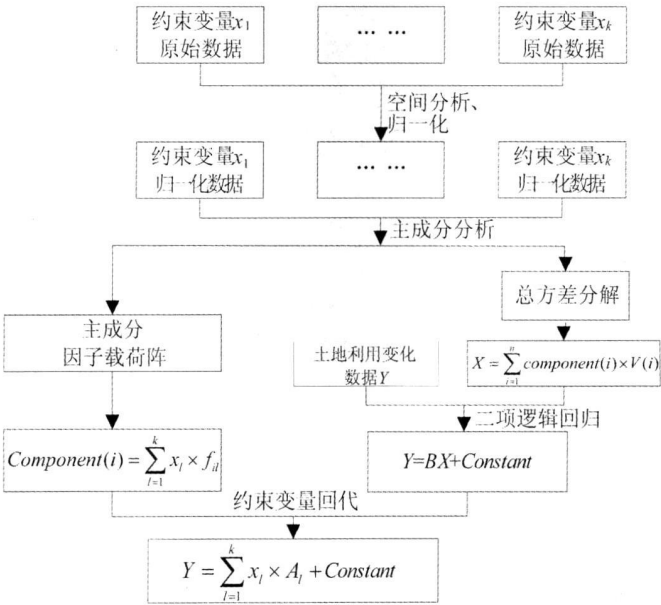 约束变量x₁
原始数据
... ...
约束变量xₖ
原始数据
空间分析、
归一化
约束变量x₁
归一化数据
... ...
约束变量xₖ
归一化数据
主成分分析
总方差分解
主成分
因子载荷阵
土地利用变化
数据Y
X = \sum_{i=1}^{n} component(i)×V(i)
二项逻辑回归
Component(i) = \sum_{l=1}^{k} x_l × f_{il}
Y=BX+Constant
约束变量回代
Y = \sum_{l=1}^{k} x_l × A_l + Constant